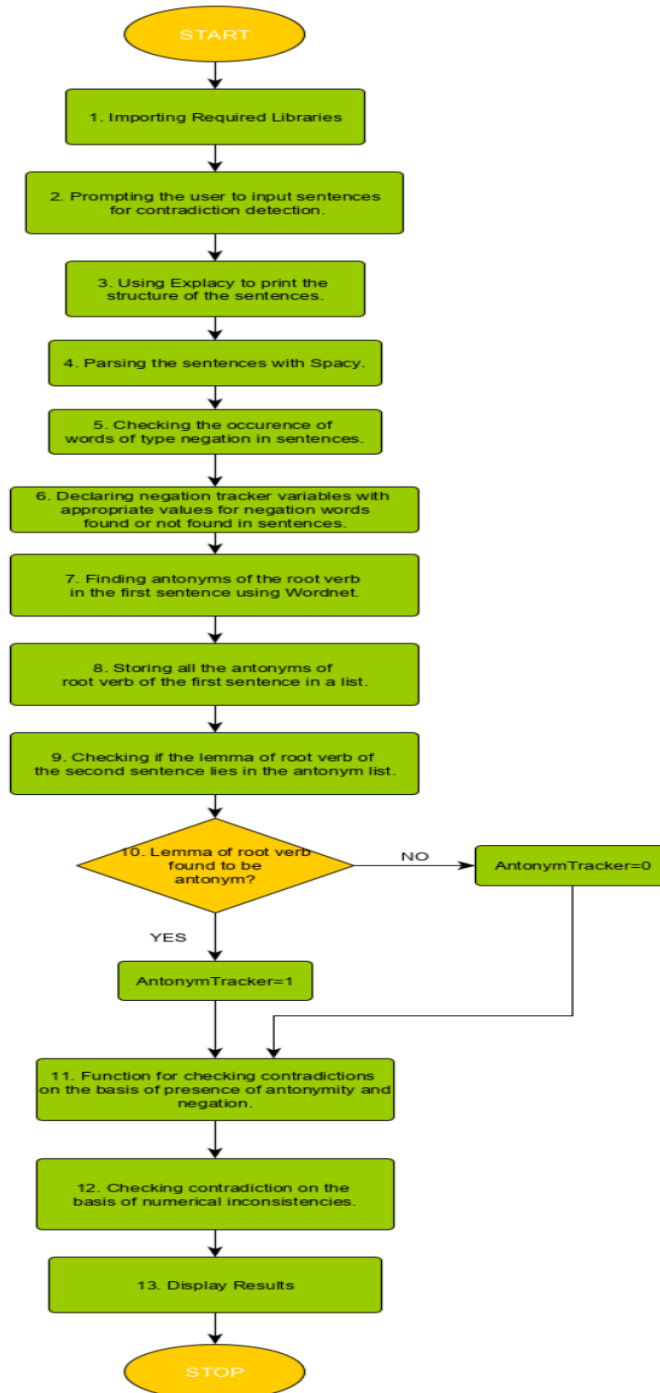 START
1. Importing Required Libraries
2. Prompting the user to input sentences
for contradiction detection.
3. Using Explacy to print the
structure of the sentences.
4. Parsing the sentences with Spacy.
5. Checking the occurence of
words of type negation in sentences.
6. Declaring negation tracker variables with
appropriate values for negation words
found or not found in sentences.
7. Finding antonyms of the root verb
in the first sentence using Wordnet.
8. Storing all the antonyms of
root verb of the first sentence in a list.
9. Checking if the lemma of root verb of
the second sentence lies in the antonym list.
10. Lemma of root verb
found to be
antonym?
NO
AntonymTracker=0
YES
AntonymTracker=1
11. Function for checking contradictions
on the basis of presence of antonymity and
negation.
12. Checking contradiction on the
basis of numerical inconsistencies.
13. Display Results
STOP